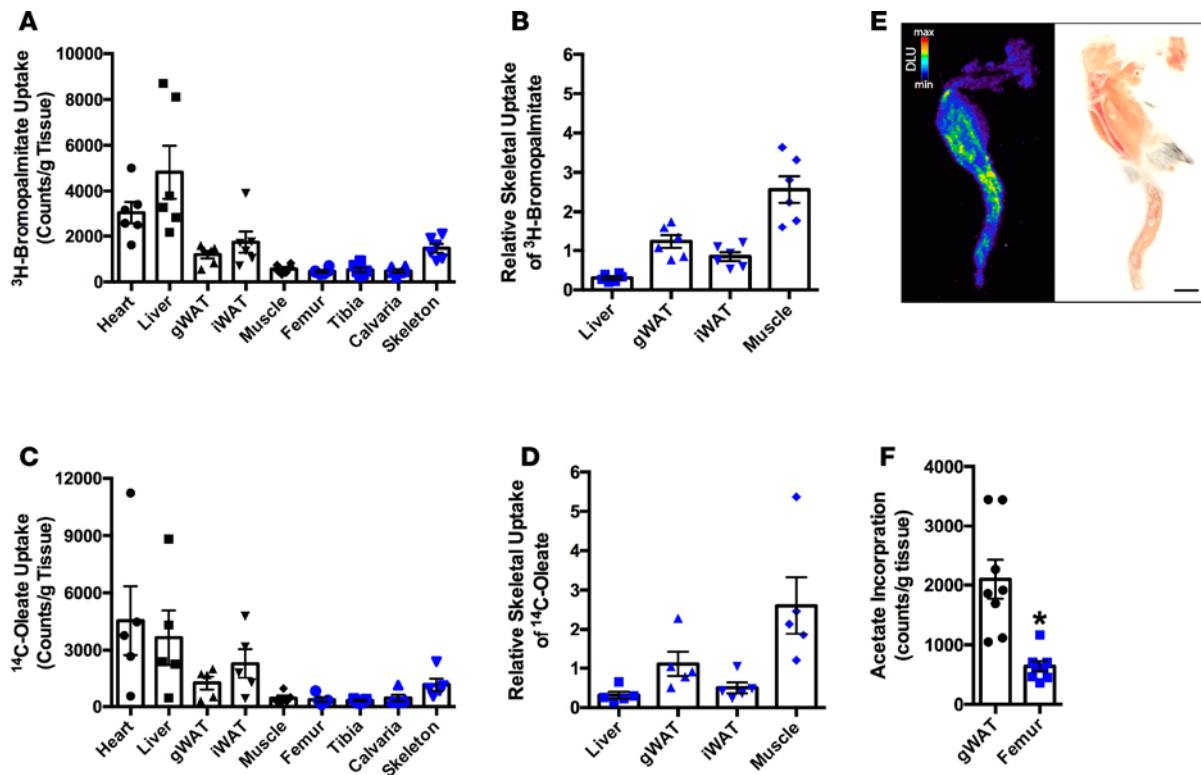 A
³H-Bromopalmitate Uptake
(Counts/g Tissue)
10000
8000
6000
4000
2000
0
Heart
Liver
gWAT
iWAT
Muscle
Femur
Tibia
Calvaria
Skeleton
B
Relative Skeletal Uptake
of ³H-Bromopalmitate
6
5
4
3
2
1
0
Liver
gWAT
iWAT
Muscle
E
max
DLU
min
C
¹⁴C-Oleate Uptake
(Counts/g Tissue)
12000
9000
6000
3000
0
Heart
Liver
gWAT
iWAT
Muscle
Femur
Tibia
Calvaria
Skeleton
D
Relative Skeletal Uptake
of ¹⁴C-Oleate
6
5
4
3
2
1
0
Liver
gWAT
iWAT
Muscle
F
Acetate Incorpration
(counts/g tissue)
4000
3000
2000
1000
0
*
gWAT
Femur